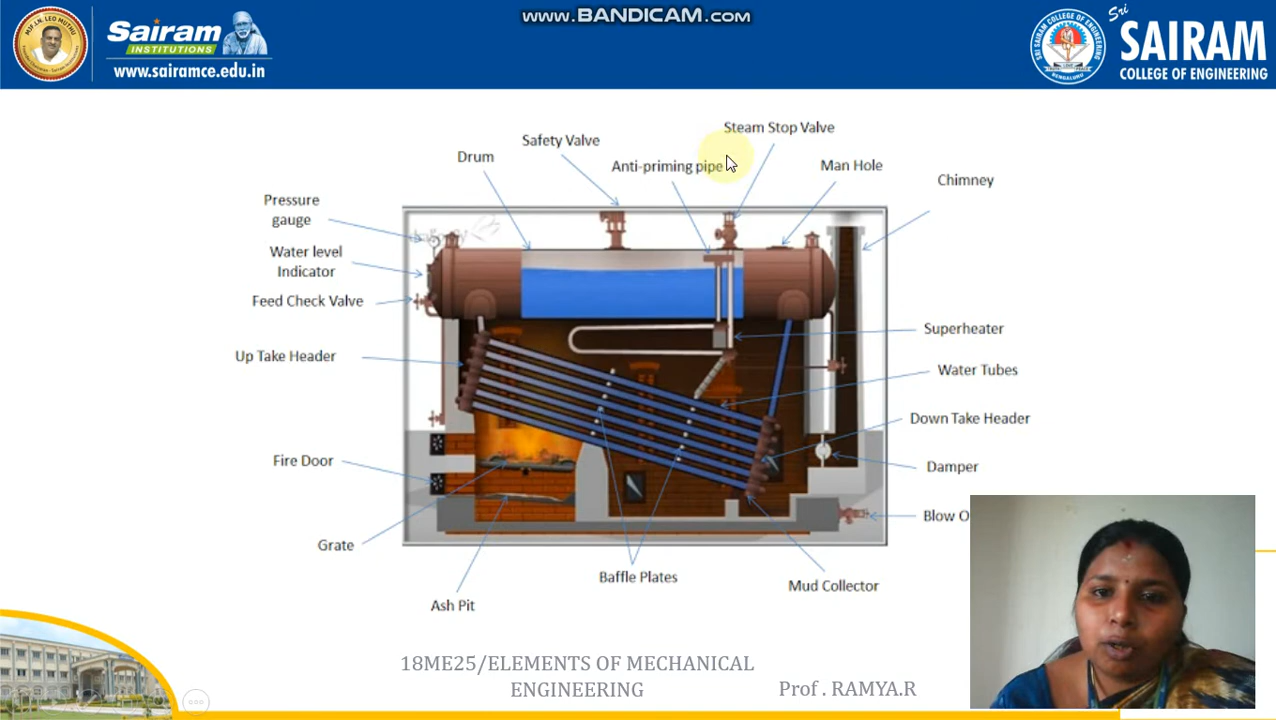 www.BANDICAM.com
Sairam
INSTITUTIONS
www.sairamce.edu.in
Sri
SAIRAM
COLLEGE OF ENGINEERING
Steam Stop Valve
Safety Valve
Drum
Anti-priming pipe
Man Hole
Chimney
Pressure
gauge
Water level
Indicator
Feed Check Valve
Superheater
Up Take Header
Water Tubes
Down Take Header
Fire Door
Damper
Blow O
Grate
Baffle Plates
Mud Collector
Ash Pit
18ME25/ELEMENTS OF MECHANICAL
ENGINEERING
Prof . RAMYA.R